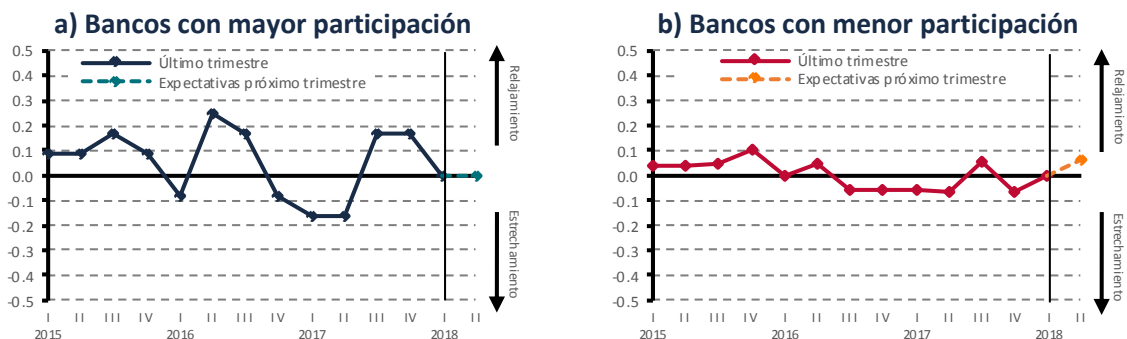 a) Bancos con mayor participación
0.5
0.4
0.3
0.2
0.1
0.0
-0.1
-0.2
-0.3
-0.4
-0.5
Último trimestre
Expectativas próximo trimestre
Relajamiento
Estrechamiento
I II III IV I II III IV I II III IV I II
2015 2016 2017 2018
b) Bancos con menor participación
0.5
0.4
0.3
0.2
0.1
0.0
-0.1
-0.2
-0.3
-0.4
-0.5
Último trimestre
Expectativas próximo trimestre
Relajamiento
Estrechamiento
I II III IV I II III IV I II III IV I II
2015 2016 2017 2018